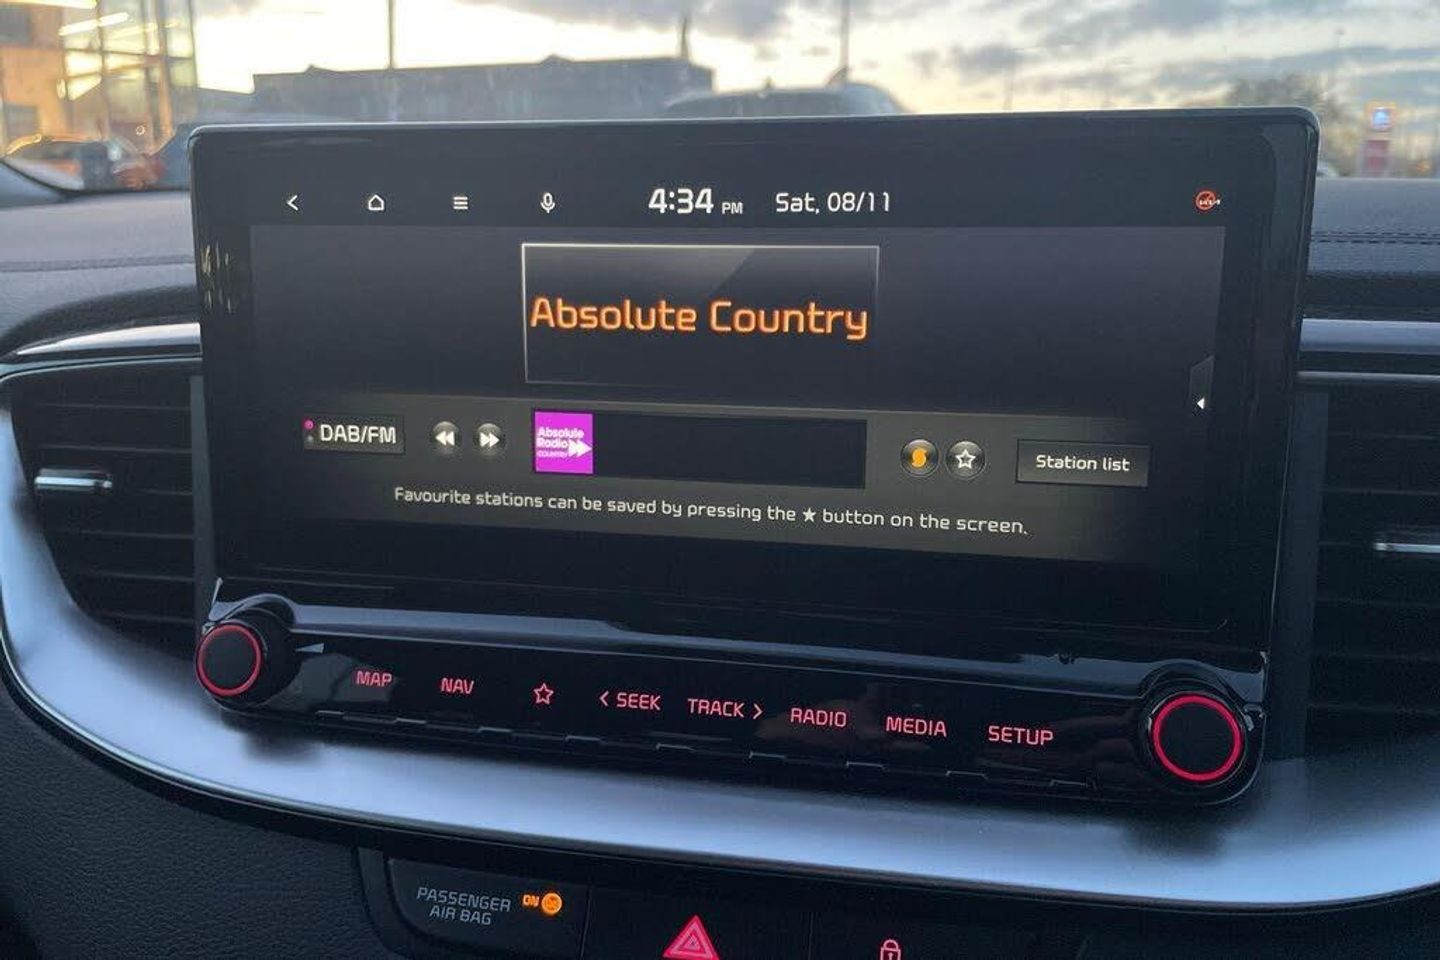 4:34 PM Sat, 08/11
Absolute Country
DAB/FM
Absolute
Radio
COUNTRY
Station list
Favourite stations can be saved by pressing the ★ button on the screen.
MAP
NAV
< SEEK
TRACK >
RADIO
MEDIA
SETUP
PASSENGER
AIR BAG
ON